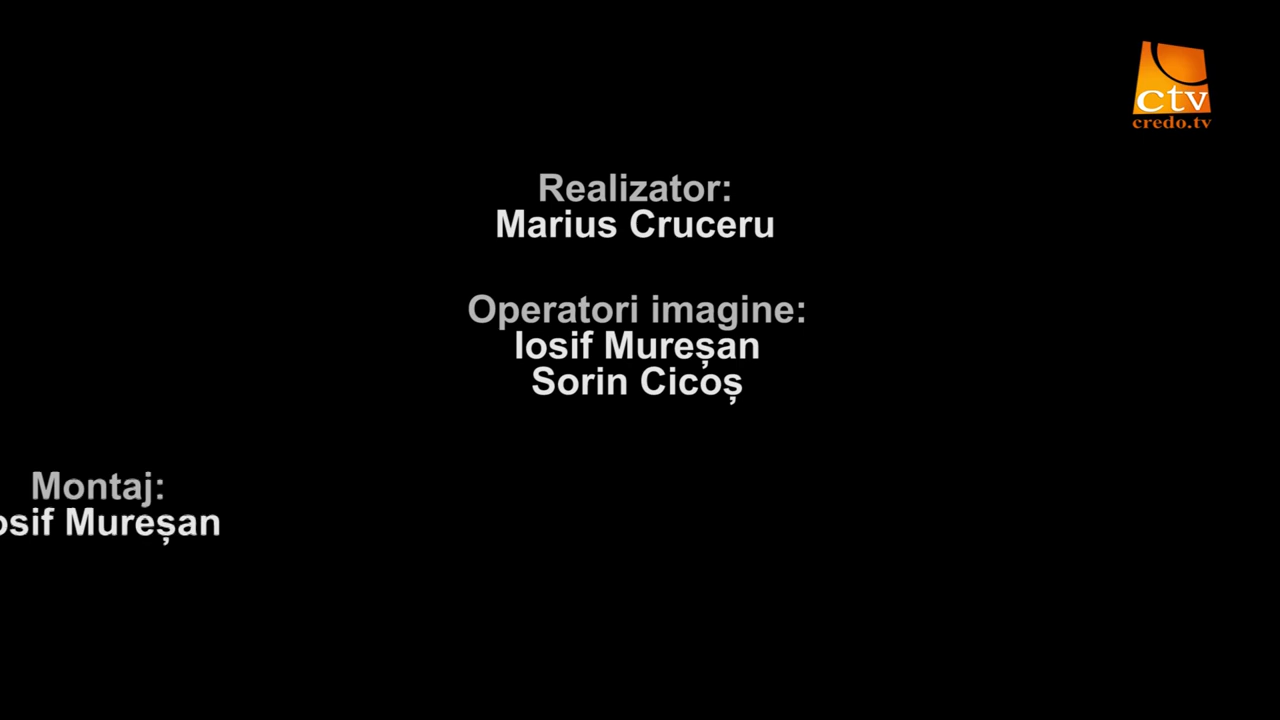 ctv
credo.tv
Realizator:
Marius Cruceru
Operatori imagine:
Iosif Mureșan
Sorin Cicoș
Montaj:
osif Mureșan